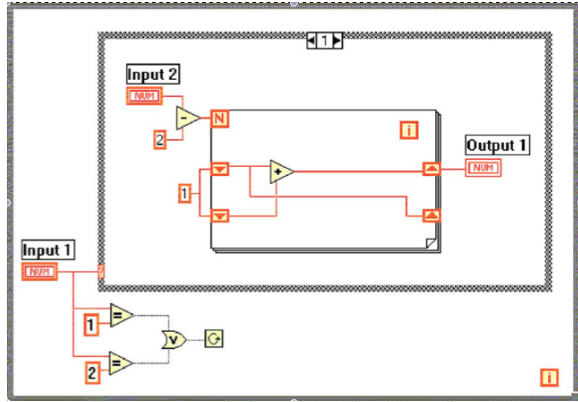 1
Input 2
NUM
-
2
N
i
Output 1
NUM
+
1
Input 1
NUM
?
=
1
V
=
2
i